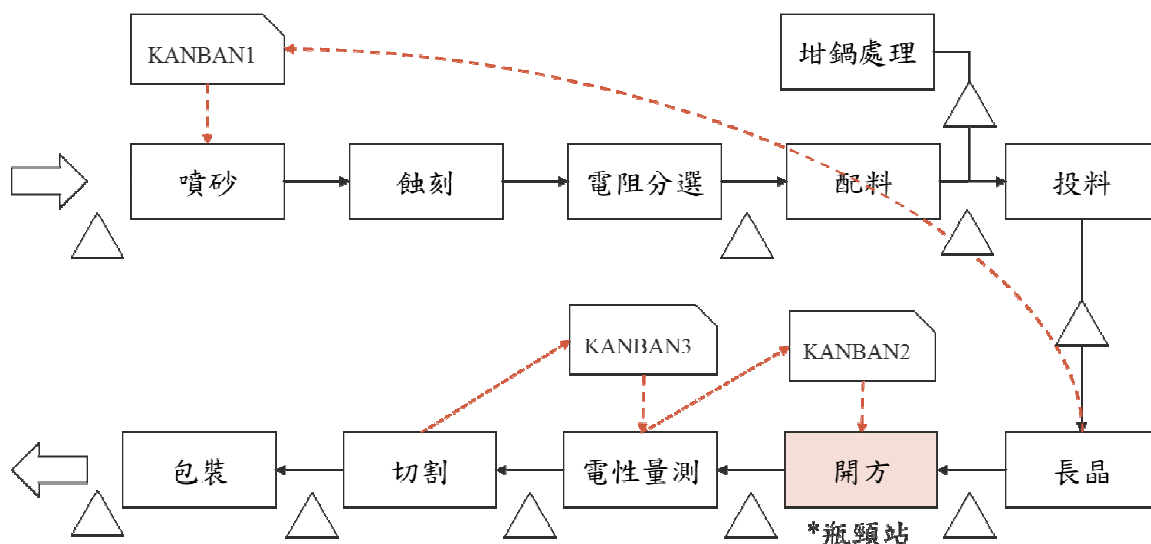 KANBAN1
坩鍋處理
噴砂
蝕刻
電阻分選
配料
投料
KANBAN3
KANBAN2
包裝
切割
電性量測
開方
長晶
*瓶頸站